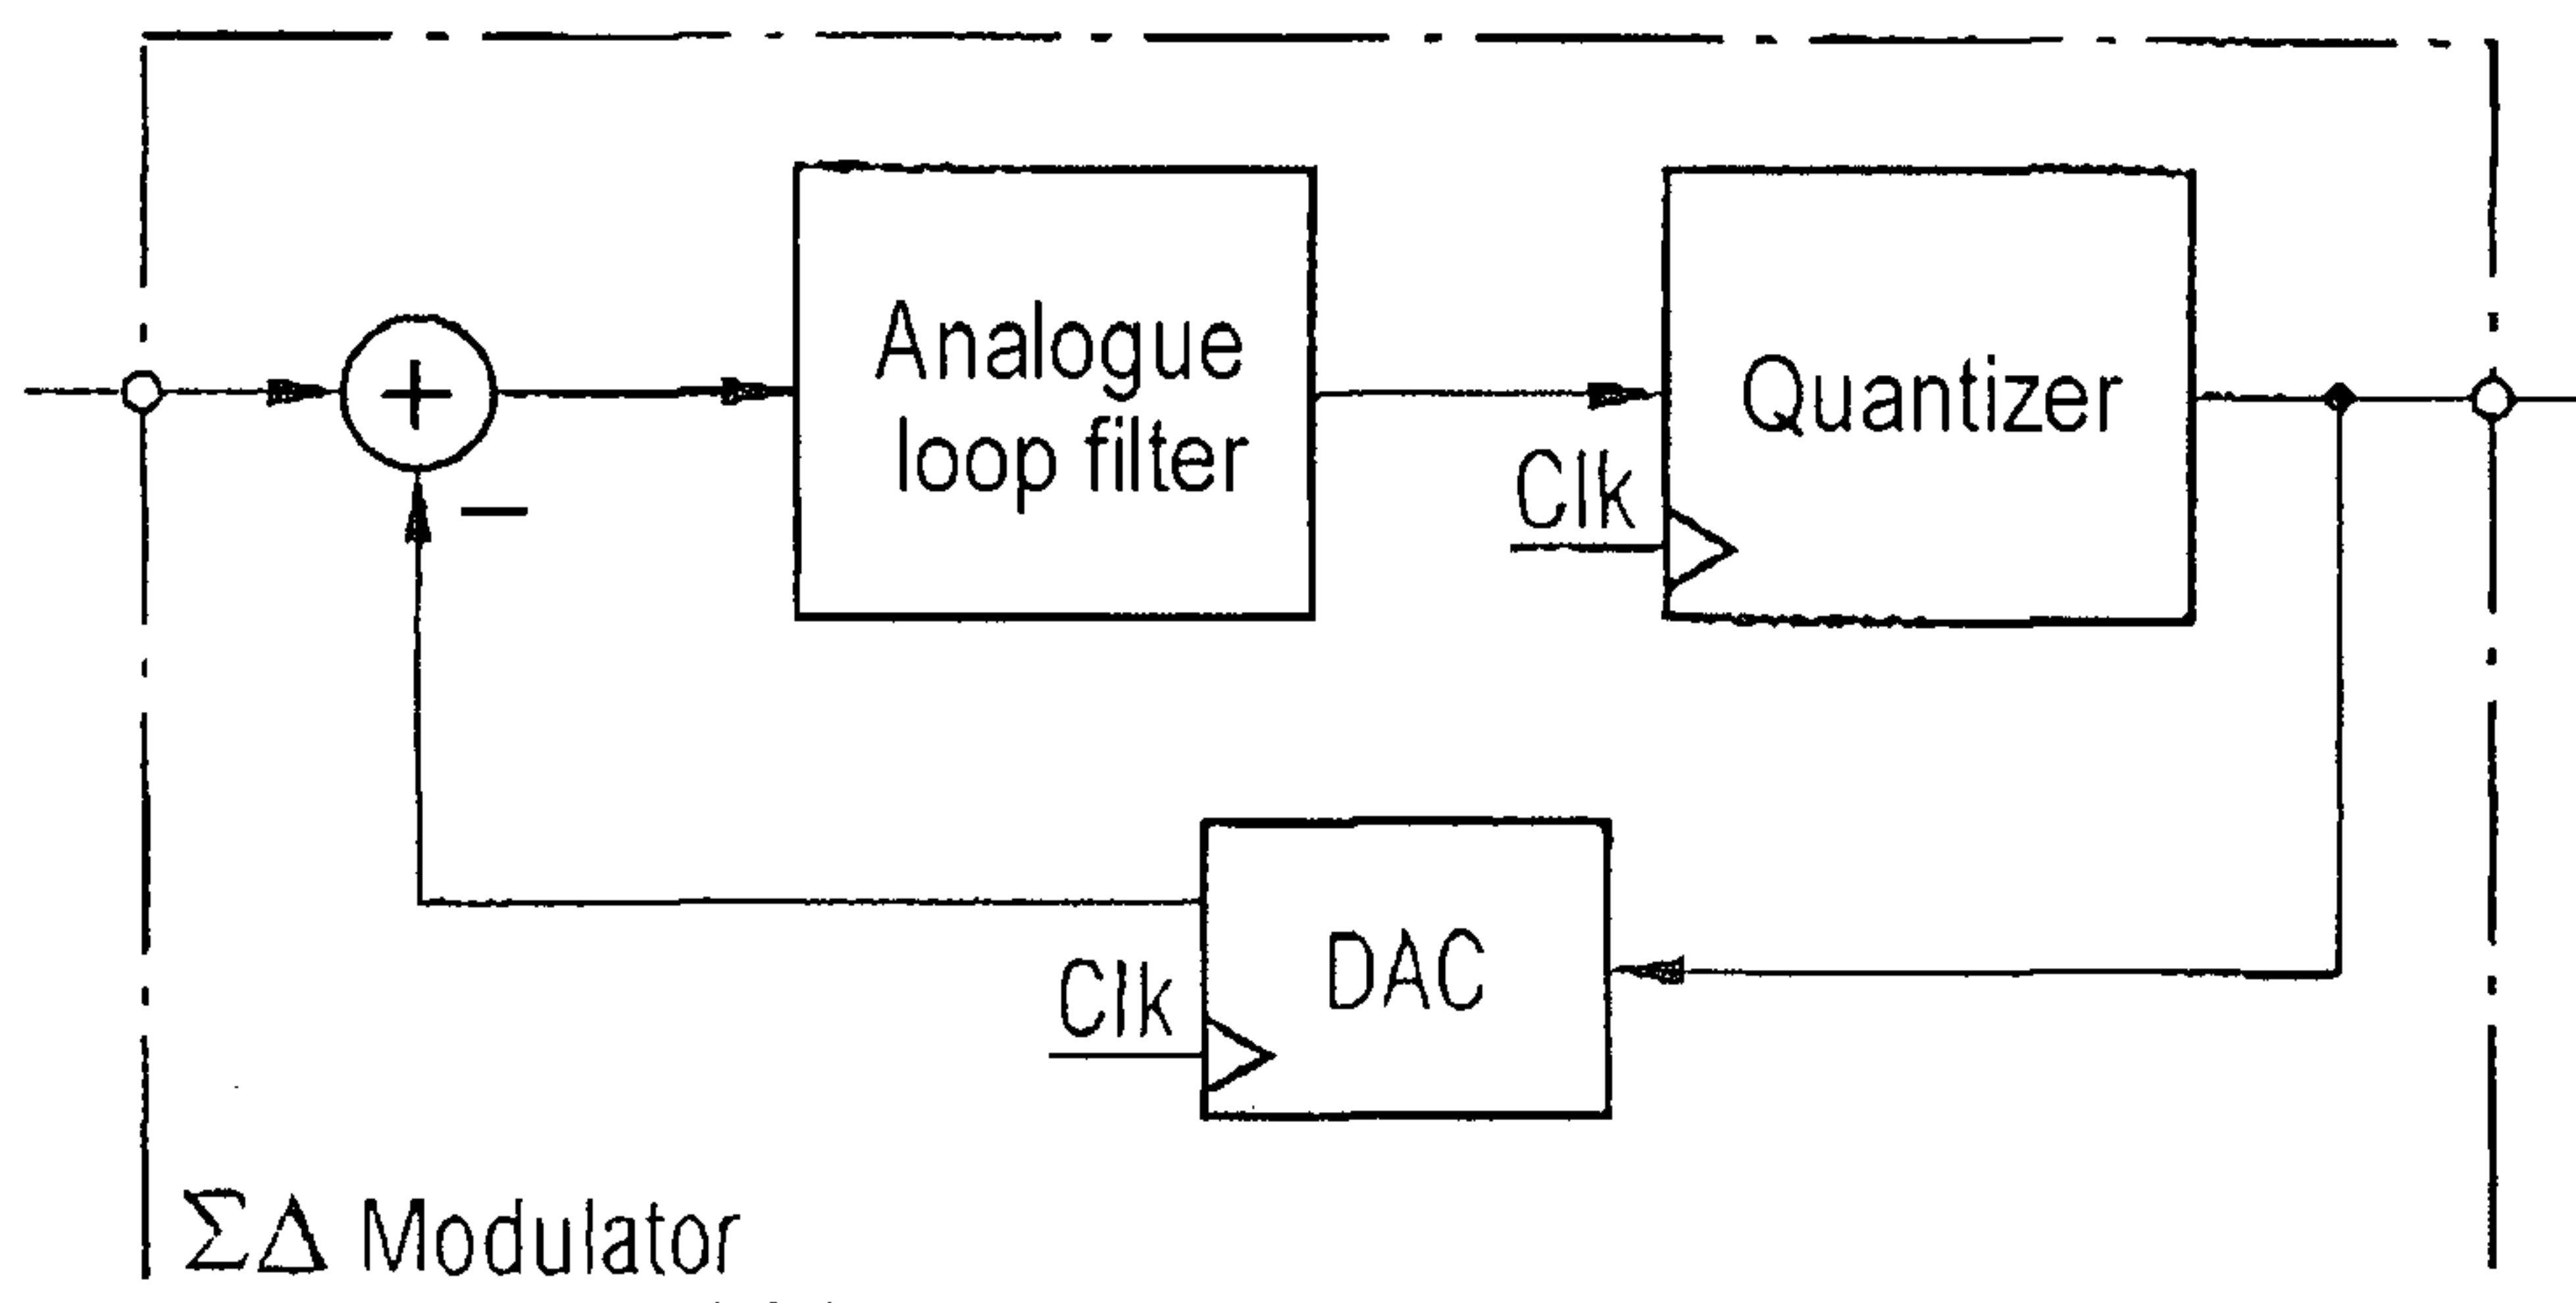 Analogue
loop filter
Quantizer
Clk
DAC
Clk
ΣΔ Modulator